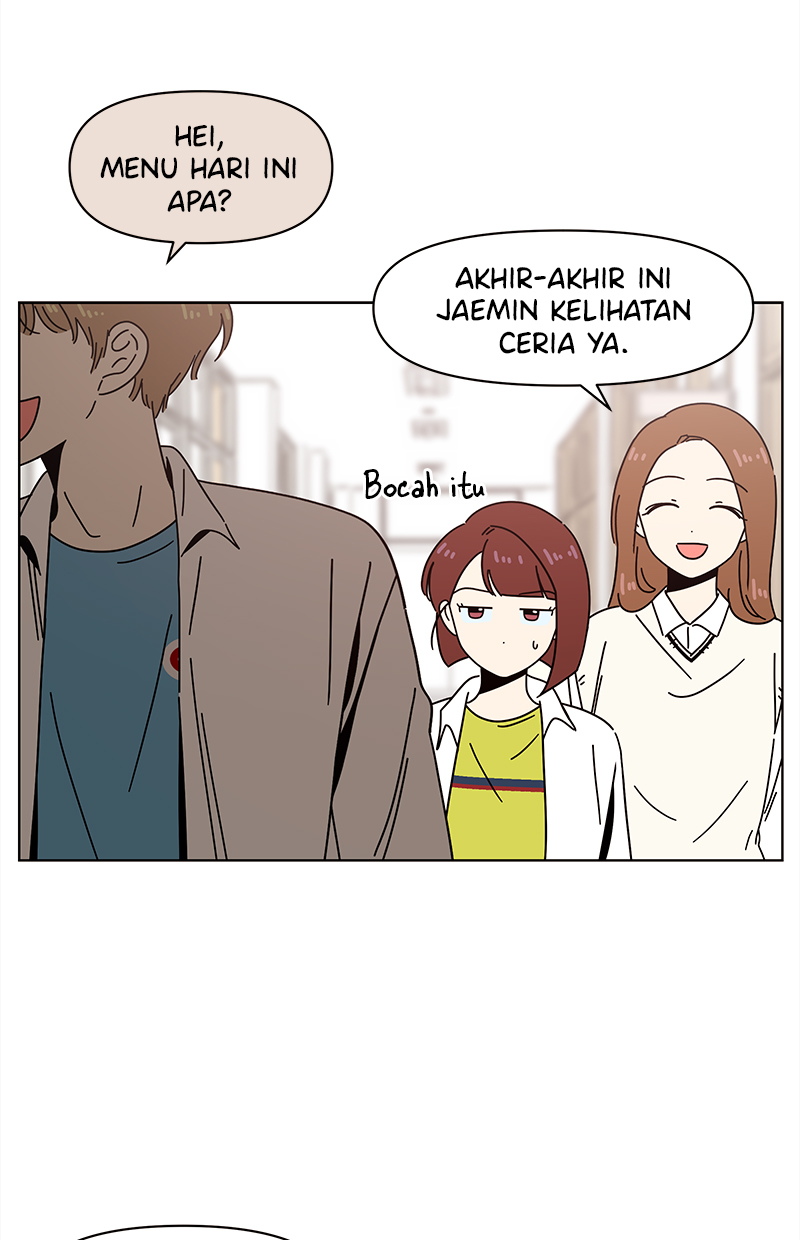 HEI,
MENU HARI INI
APA?
AKHIR-AKHIR INI
JAEMIN KELIHATAN
CERIA YA.
Bocah itu